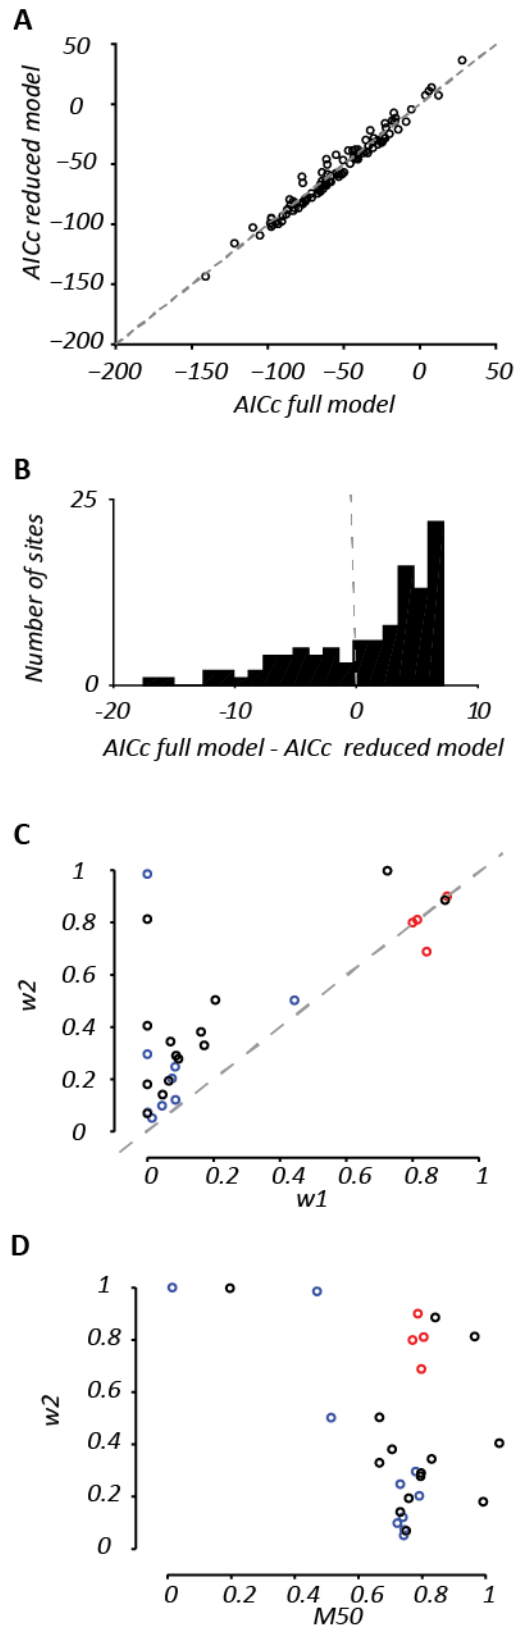 A
50
0
−50
−100
−150
−200
AICc reduced model
−200 −150 −100 −50 0 50
AICc full model
B
25
0
Number of sites
-20 -10 0 10
AICc full model - AICc reduced model
C
1
0.8
0.6
0.4
0.2
0
w2
0 0.2 0.4 0.6 0.8 1
w1
D
1
0.8
0.6
0.4
0.2
0
w2
0 0.2 0.4 0.6 0.8 1
M50